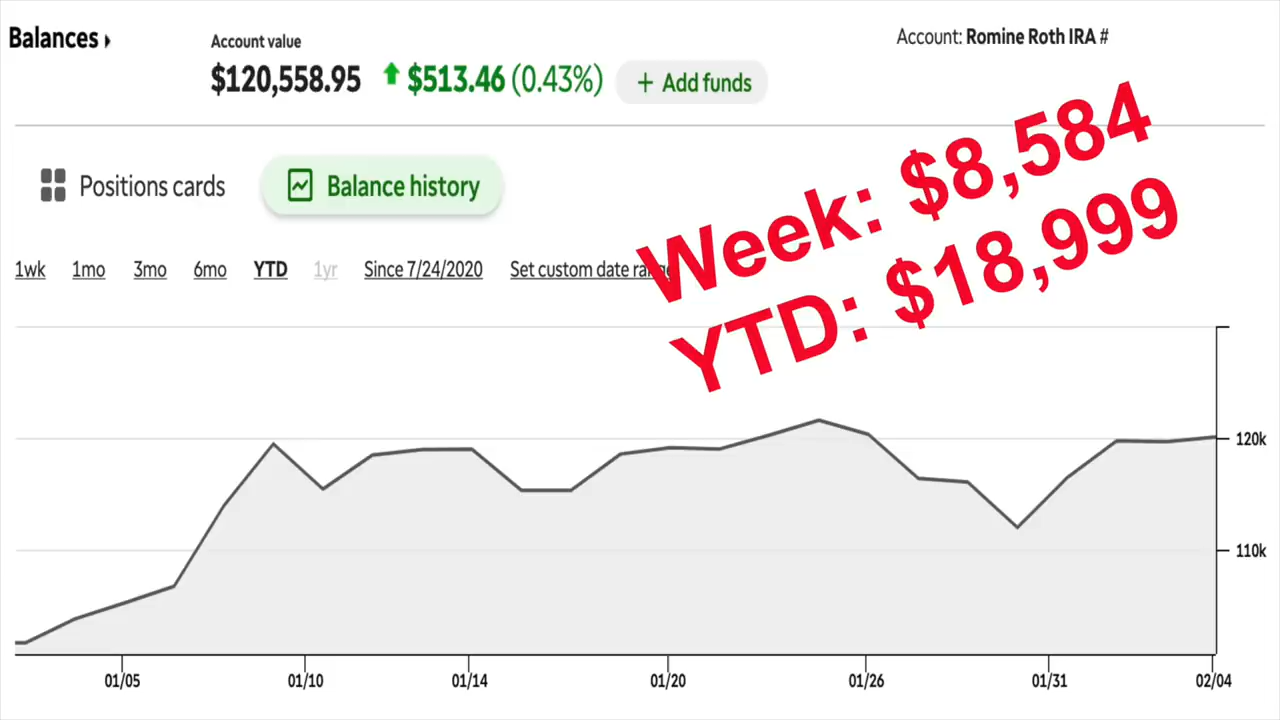 Balances
Account value
Account: Romine Roth IRA #
$120,558.95 $513.46 (0.43%) + Add funds
Week: $8,584
YTD: $18,999
Positions cards Balance history
1wk 1mo 3mo 6mo YTD 1yr Since 7/24/2020 Set custom date range
120k
110k
01/05 01/10 01/14 01/20 01/26 01/31 02/04